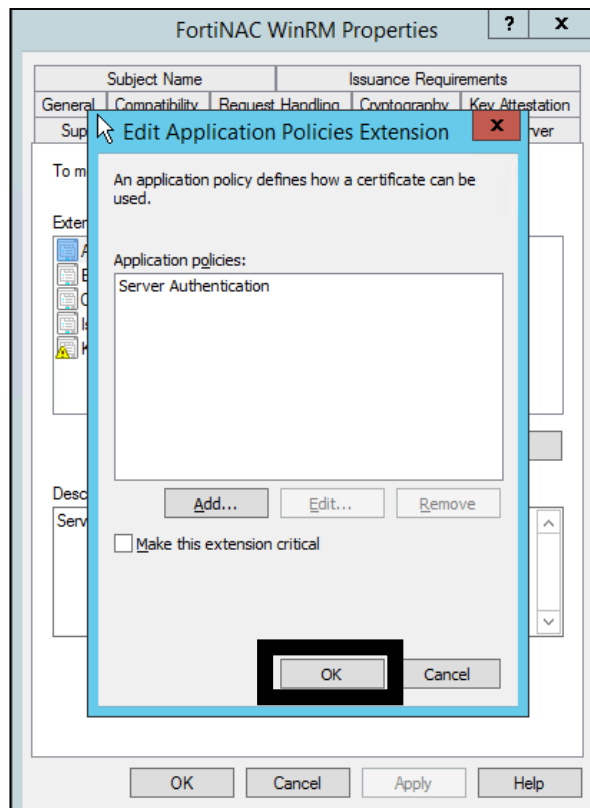 FortiNAC WinRM Properties
? x
Subject Name Issuance Requirements
General Compatibility Request Handling Cryptography Key Attestation
Edit Application Policies Extension x
An application policy defines how a certificate can be
used.
Application policies:
Server Authentication
Add... Edit... Remove
Make this extension critical
OK Cancel
OK Cancel Apply Help